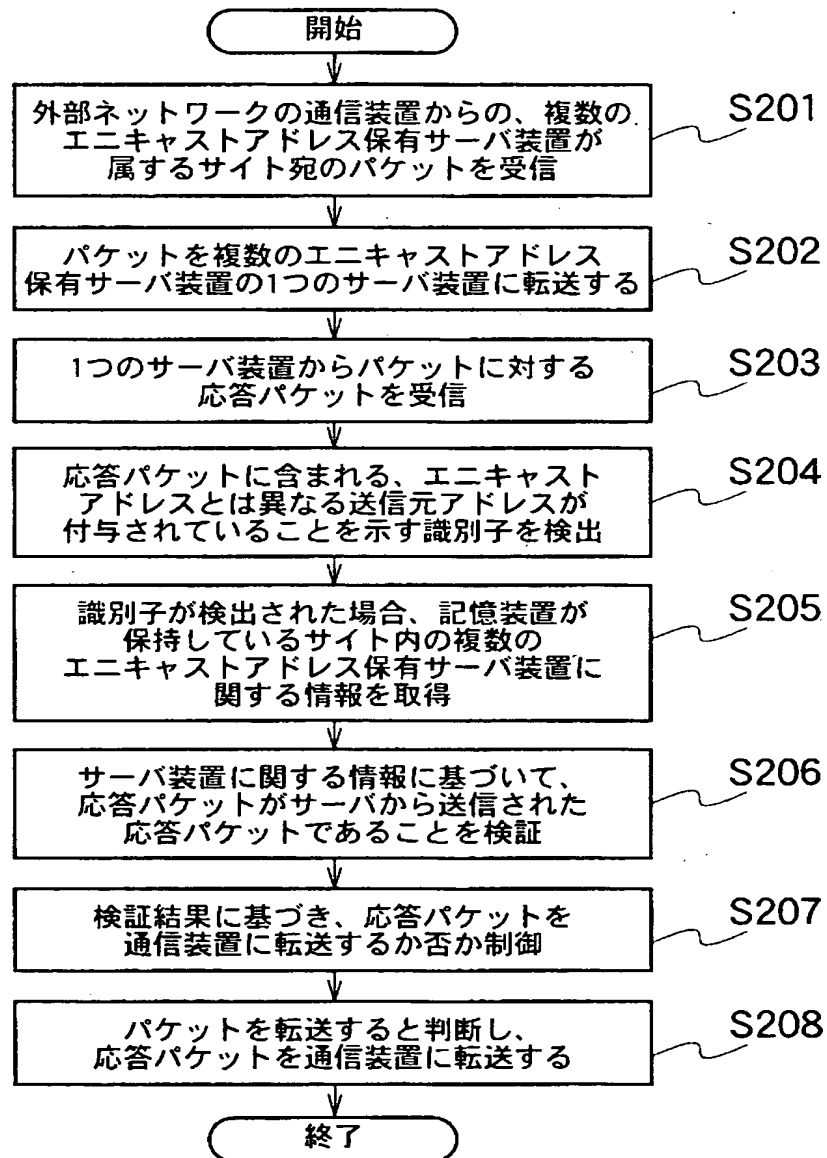 開始
外部ネットワークの通信装置からの、複数の
エニキャストアドレス保有サーバ装置が
属するサイト宛のパケットを受信
S201
パケットを複数のエニキャストアドレス
保有サーバ装置の1つのサーバ装置に転送する
S202
1つのサーバ装置からパケットに対する
応答パケットを受信
S203
応答パケットに含まれる、エニキャスト
アドレスとは異なる送信元アドレスが
付与されていることを示す識別子を検出
S204
識別子が検出された場合、記憶装置が
保持しているサイト内の複数の
エニキャストアドレス保有サーバ装置に
関する情報を取得
S205
サーバ装置に関する情報に基づいて、
応答パケットがサーバから送信された
応答パケットであることを検証
S206
検証結果に基づき、応答パケットを
通信装置に転送するか否か制御
S207
パケットを転送すると判断し、
応答パケットを通信装置に転送する
S208
終了